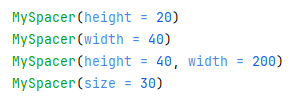 MySpacer(height = 20)
MySpacer(width = 40)
MySpacer(height = 40, width = 200)
MySpacer(size = 30)